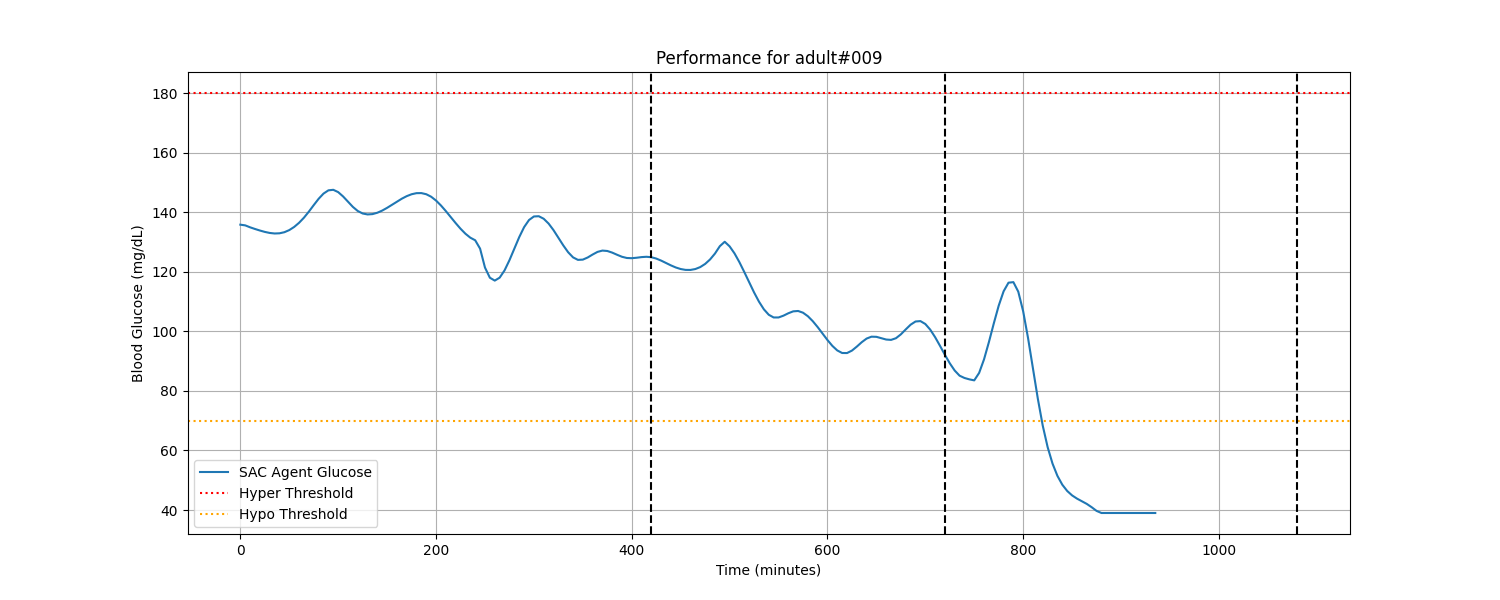 Performance for adult#009
Blood Glucose (mg/dL)
180
160
140
120
100
80
60
40
SAC Agent Glucose
Hyper Threshold
Hypo Threshold
0 200 400 600 800 1000
Time (minutes)